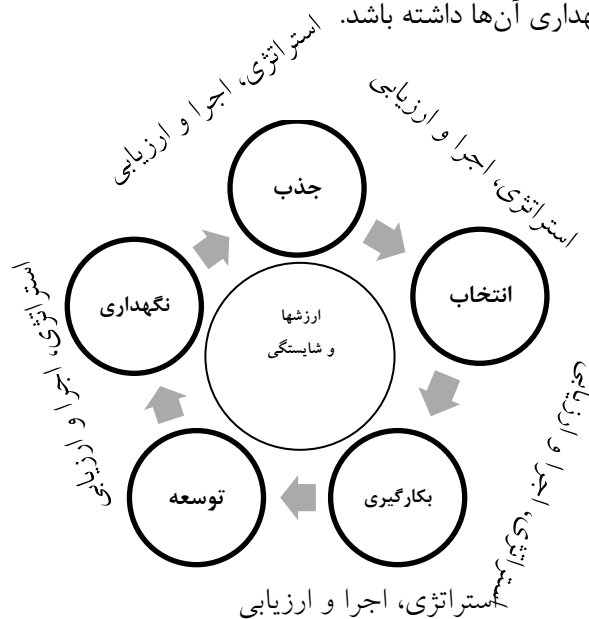 نگهداری آن‌ها داشته باشد.
استراتژی، اجرا و ارزیابی
استراتژی، اجرا و ارزیابی
جذب
انتخاب
نگهداری
ارزشها
و شایستگی
استراتژی، اجرا و ارزیابی
استراتژی، اجرا و ارزیابی
بکارگیری
توسعه
استراتژی، اجرا و ارزیابی